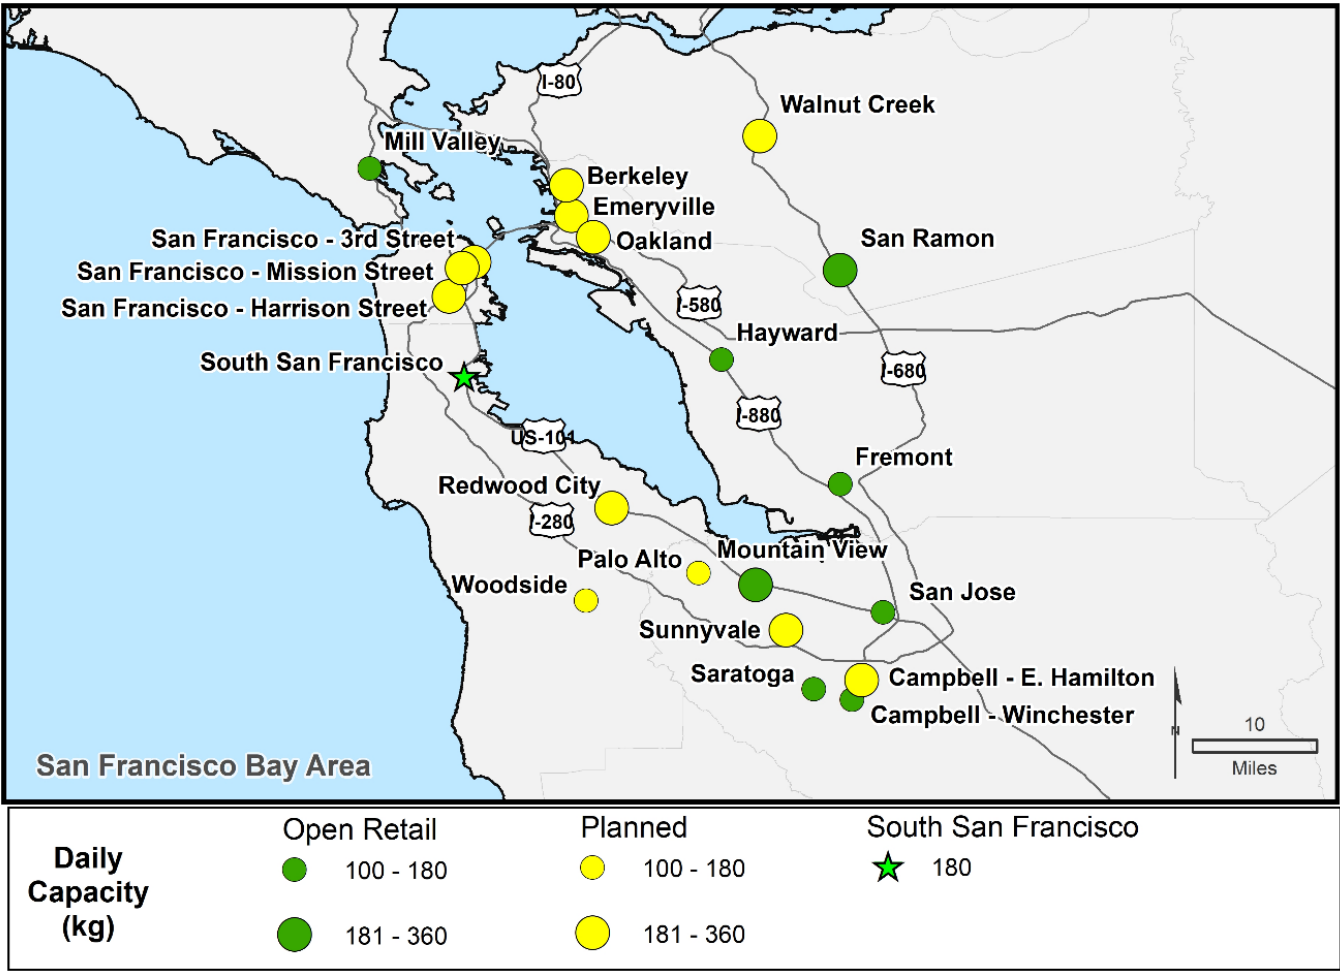 I-80
Walnut Creek
Mill Valley
Berkeley
Emeryville
San Francisco - 3rd Street
Oakland
San Ramon
San Francisco - Mission Street
San Francisco - Harrison Street
I-580
Hayward
South San Francisco
I-680
I-880
US-101
Fremont
Redwood City
I-280
Mountain View
Palo Alto
Woodside
San Jose
Sunnyvale
Saratoga
Campbell - E. Hamilton
Campbell - Winchester
San Francisco Bay Area
N
10
Miles
Daily
Capacity
(kg)
Open Retail
100 - 180
181 - 360
Planned
100 - 180
181 - 360
South San Francisco
180